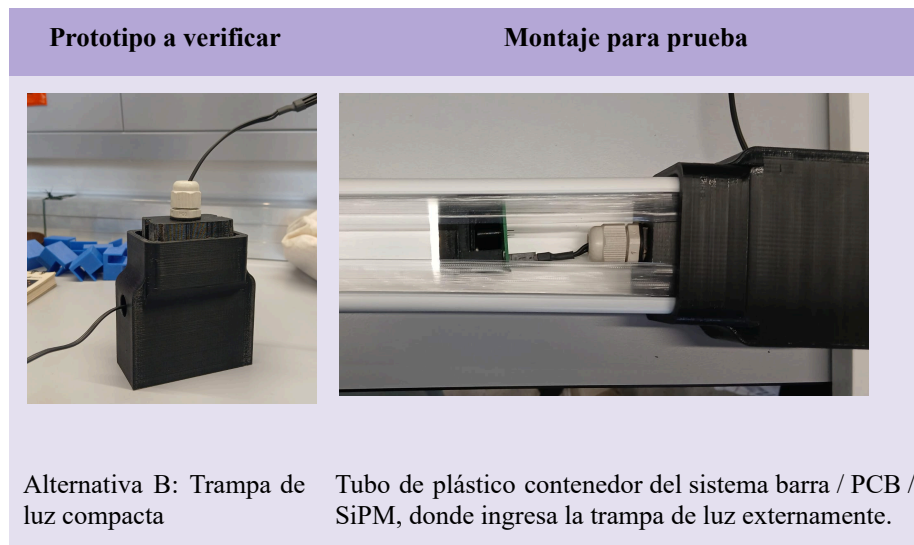 Prototipo a verificar
Montaje para prueba
Alternativa B: Trampa de
luz compacta
Tubo de plástico contenedor del sistema barra / PCB /
SiPM, donde ingresa la trampa de luz externamente.